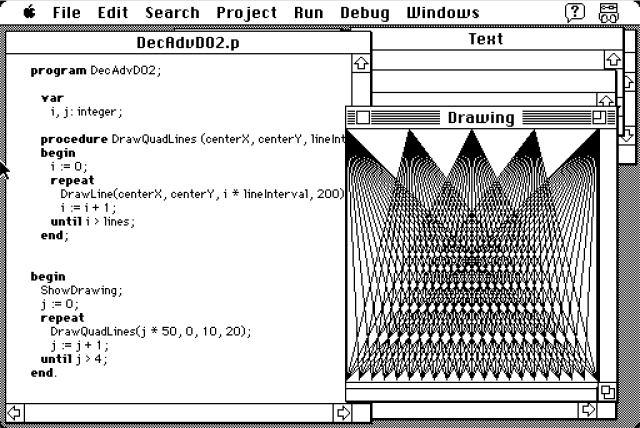 File Edit Search Project Run Debug Windows
DecAdvD02.p
Text
program DecAdvD02;
var
i, j: integer;
procedure DrawQuadLines (centerX, centerY,
begin
i := 0;
repeat
DrawLine(centerX, centerY, i * lineInterval, 200)
i := i + 1;
until i > lines;
end;
begin
ShowDrawing;
j := 0;
repeat
DrawQuadLines(j * 50, 0, 10, 20);
j := j + 1;
until j > 4;
end.
Drawing